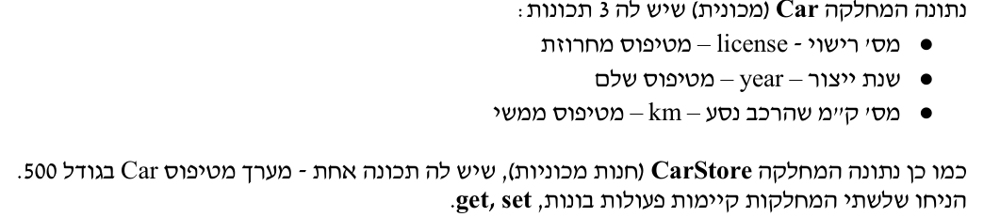 נתונה המחלקה Car (מכונית) שיש לה 3 תכונות:
● מס׳ רישוי - license – מטיפוס מחרוזת
● שנת ייצור – year – מטיפוס שלם
● מס׳ ק״מ שהרכב נסע – km – מטיפוס ממשי
כמו כן נתונה המחלקה CarStore (חנות מכוניות), שיש לה תכונה אחת - מערך מטיפוס Car בגודל 500.
הניחו שלשתי המחלקות קיימות פעולות בונות, get, set.